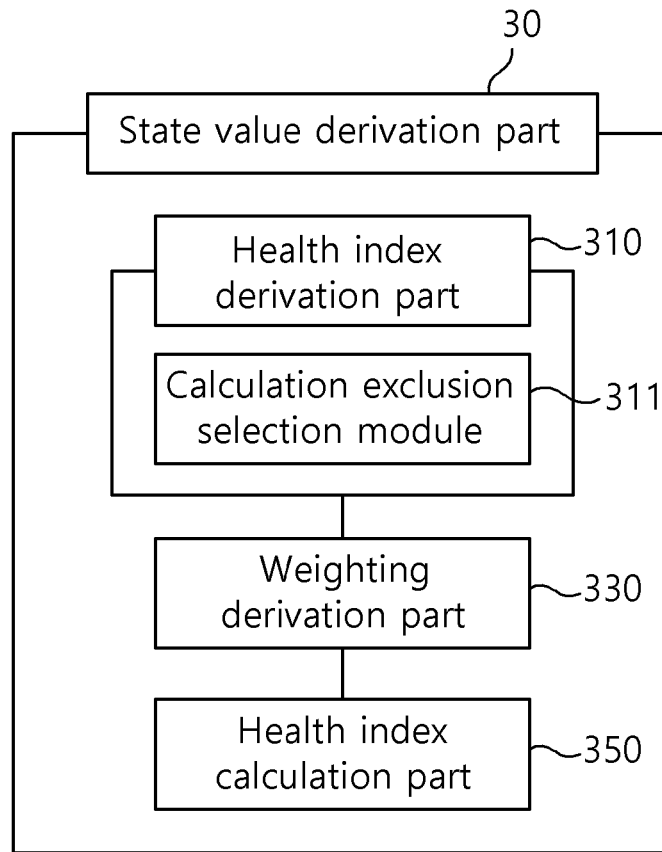 30
State value derivation part
Health index
derivation part
310
Calculation exclusion
selection module
311
Weighting
derivation part
330
Health index
calculation part
350